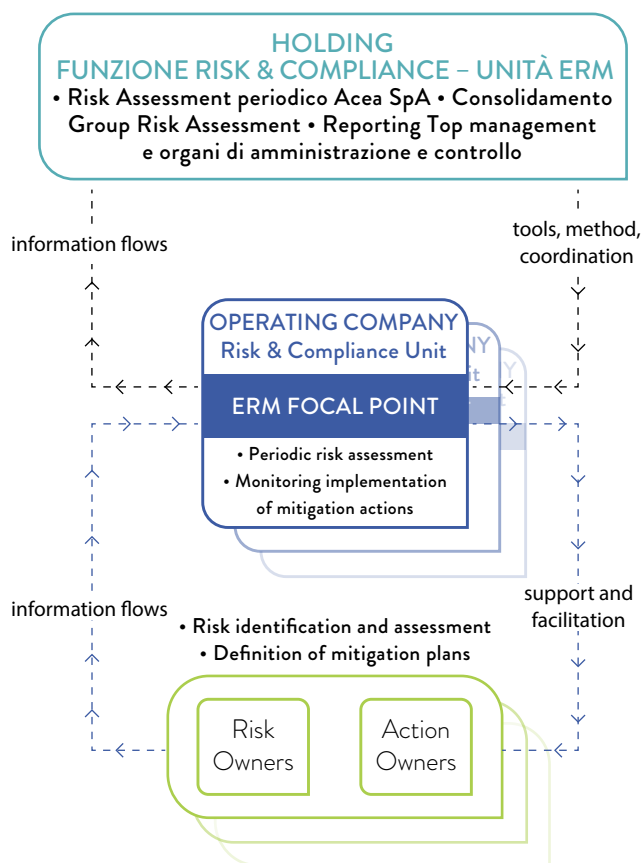 HOLDING
FUNZIONE RISK & COMPLIANCE – UNITÀ ERM
• Risk Assessment periodico Acea SpA • Consolidamento
Group Risk Assessment • Reporting Top management
e organi di amministrazione e controllo
information flows
tools, method,
coordination
OPERATING COMPANY
Risk & Compliance Unit
ERM FOCAL POINT
• Periodic risk assessment
• Monitoring implementation
of mitigation actions
information flows
support and
facilitation
• Risk identification and assessment
• Definition of mitigation plans
Risk
Owners
Action
Owners